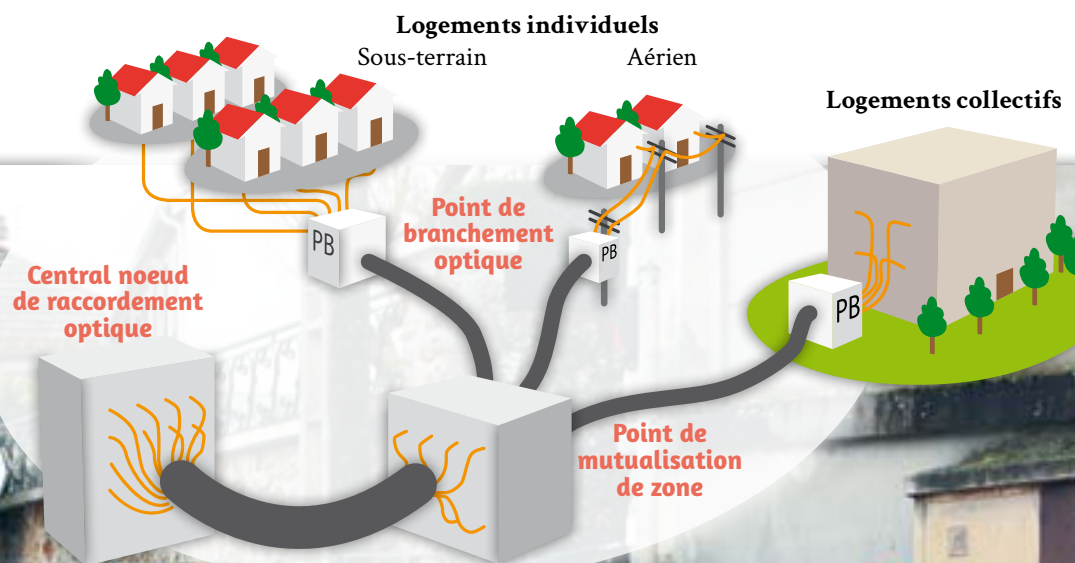 Logements individuels
Sous-terrain
Aérien
Logements collectifs
Point de
branchement
optique
PB
PB
PB
Central noeud
de raccordement
optique
Point de
mutualisation
de zone